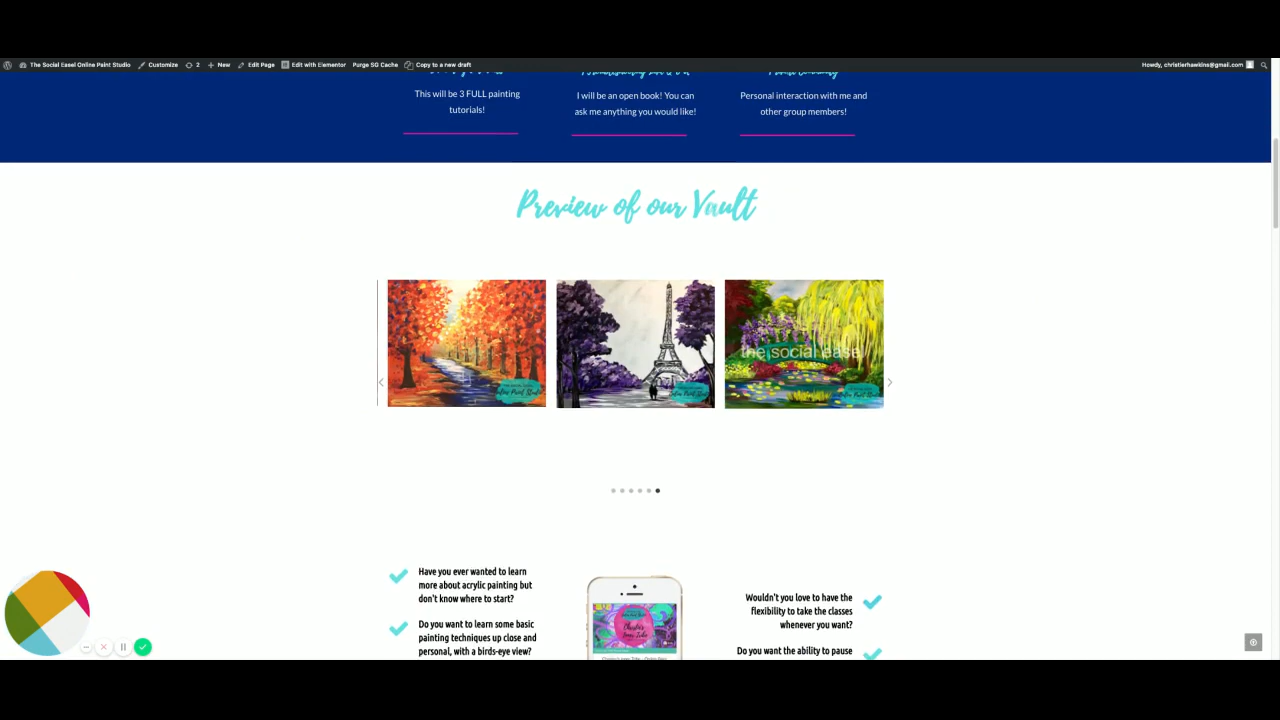 The Social Easel Online Paint Studio Customize 2 New Edit Page Edit with Elementor Purge SG Cache Copy to a new draft Howdy, christierhawkins@gmail.com
This will be 3 FULL painting
tutorials!
I will be an open book! You can
ask me anything you would like!
Personal interaction with me and
other group members!
Preview of our Vault
the social easel
Have you ever wanted to learn
more about acrylic painting but
don't know where to start?
Do you want to learn some basic
painting techniques up close and
personal, with a birds-eye view?
Wouldn't you love to have the
flexibility to take the classes
whenever you want?
Do you want the ability to pause